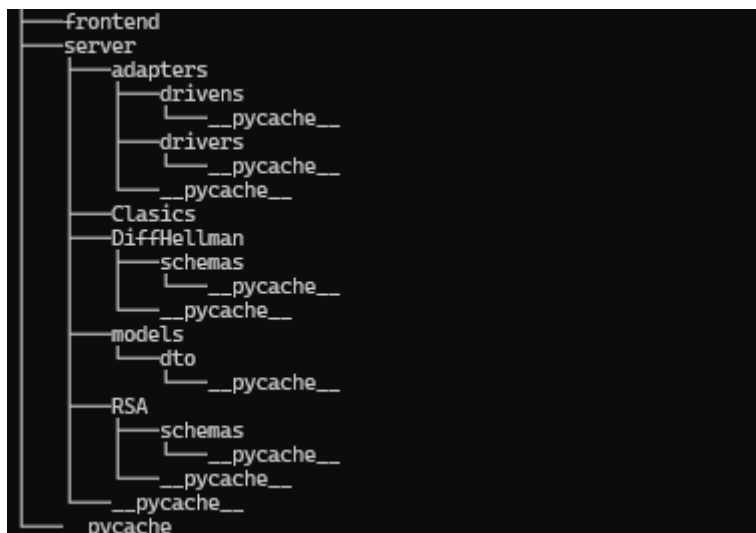 frontend
server
adapters
drivens
__pycache__
drivers
__pycache__
__pycache__
Clasics
DiffHellman
schemas
__pycache__
__pycache__
models
dto
__pycache__
RSA
schemas
__pycache__
__pycache__
__pycache__
pycache